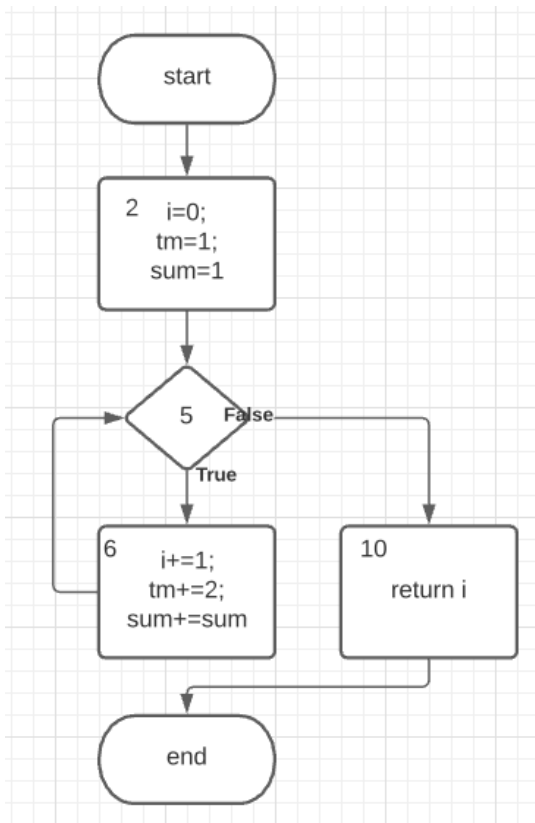 start
2
i=0;
tm=1;
sum=1
5
False
True
6
i+=1;
tm+=2;
sum+=sum
10
return i
end